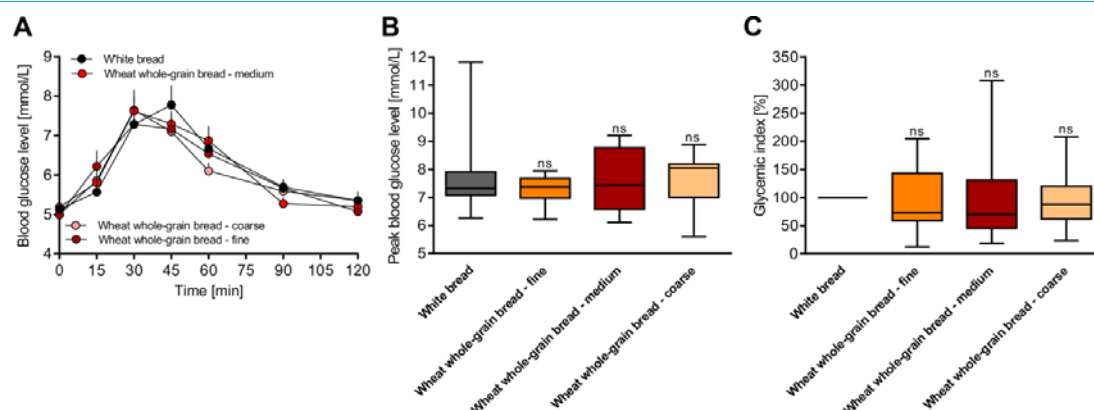 A
B
C
White bread
Wheat whole-grain bread - medium
Wheat whole-grain bread - coarse
Wheat whole-grain bread - fine
Blood glucose level [mmol/L]
9
8
7
6
5
4
0 15 30 45 60 75 90 105 120
Time [min]
Peak blood glucose level [mmol/L]
12
11
10
9
8
7
6
5
ns
ns
ns
White bread
Wheat whole-grain bread - fine
Wheat whole-grain bread - medium
Wheat whole-grain bread - coarse
Glycemic index [%]
350
300
250
200
150
100
50
0
ns
ns
ns
White bread
Wheat whole-grain bread - fine
Wheat whole-grain bread - medium
Wheat whole-grain bread - coarse